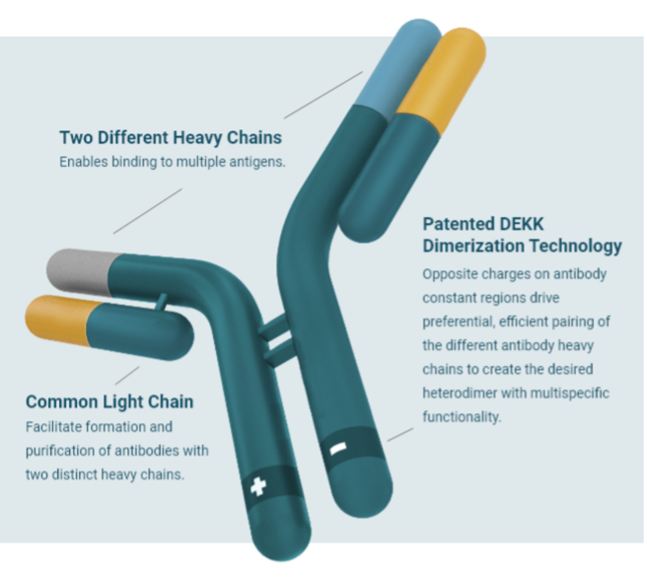 Two Different Heavy Chains
Enables binding to multiple antigens.
Patented DEKK
Dimerization Technology
Opposite charges on antibody
constant regions drive
preferential, efficient pairing of
the different antibody heavy
chains to create the desired
heterodimer with multispecific
functionality.
Common Light Chain
Facilitate formation and
purification of antibodies with
two distinct heavy chains.